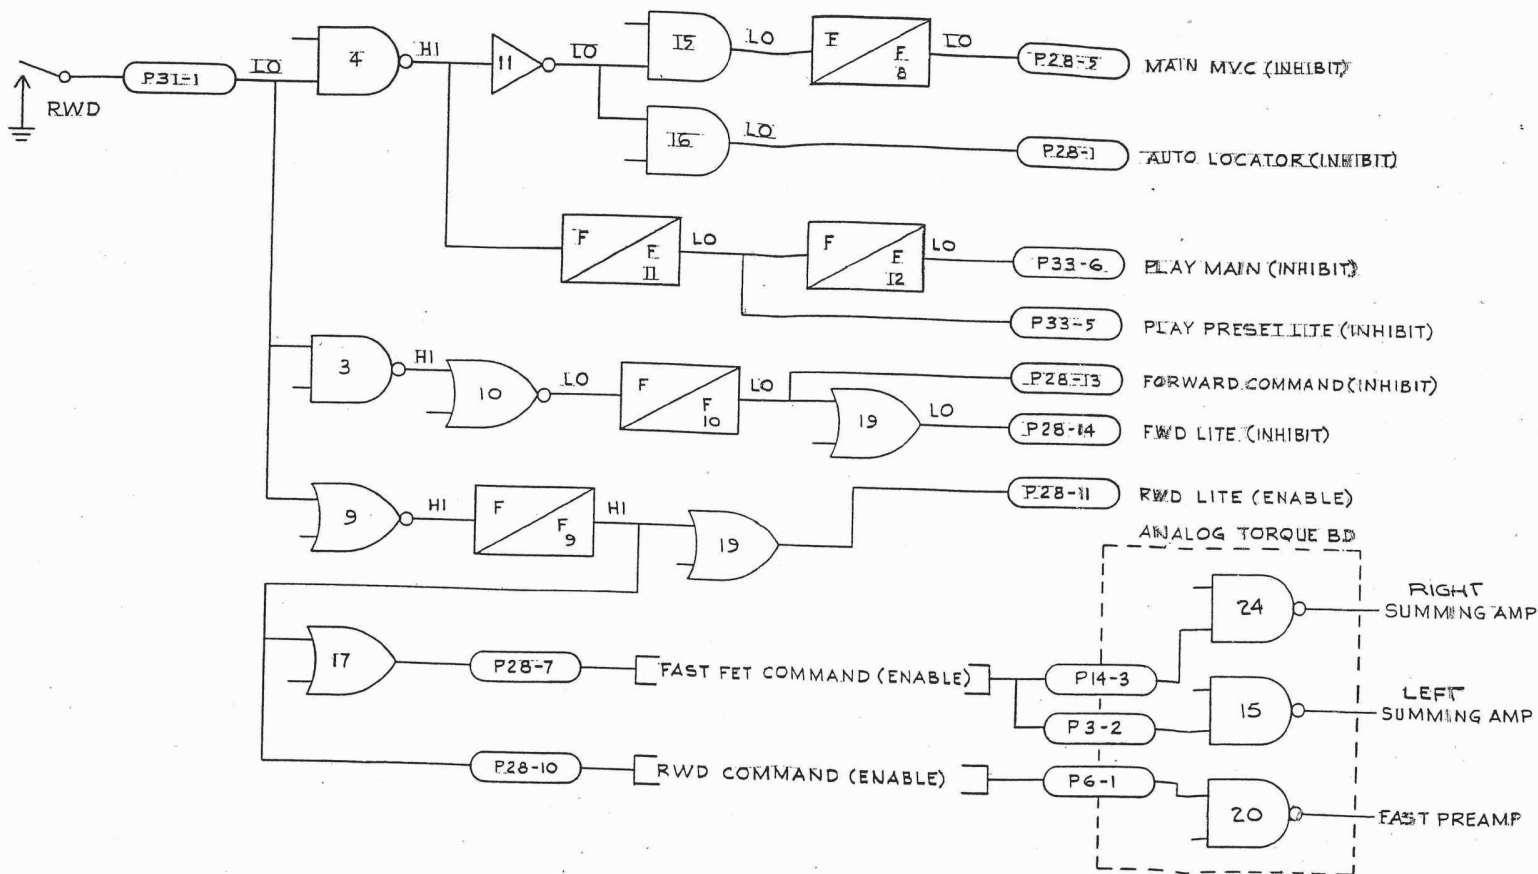 RWD
P31-1
LO
4
HI
11
LO
15
LO
F
F
8
LO
P28-5
MAIN MVC (INHIBIT)
16
LO
P28-1
AUTO LOCATOR (INHIBIT)
F
F
11
LO
F
F
12
LO
P33-6
PLAY MAIN (INHIBIT)
P33-5
PLAY PRESET LITE (INHIBIT)
3
HI
10
LO
F
F
10
LO
P28-13
FORWARD COMMAND (INHIBIT)
19
LO
P28-14
FWD LITE (INHIBIT)
9
HI
F
F
9
HI
19
P28-11
RWD LITE (ENABLE)
ANALOG TORQUE BD
24
RIGHT
SUMMING AMP
17
P28-7
FAST FET COMMAND (ENABLE)
P14-3
15
LEFT
SUMMING AMP
P3-2
P28-10
RWD COMMAND (ENABLE)
P6-1
20
FAST PREAMP